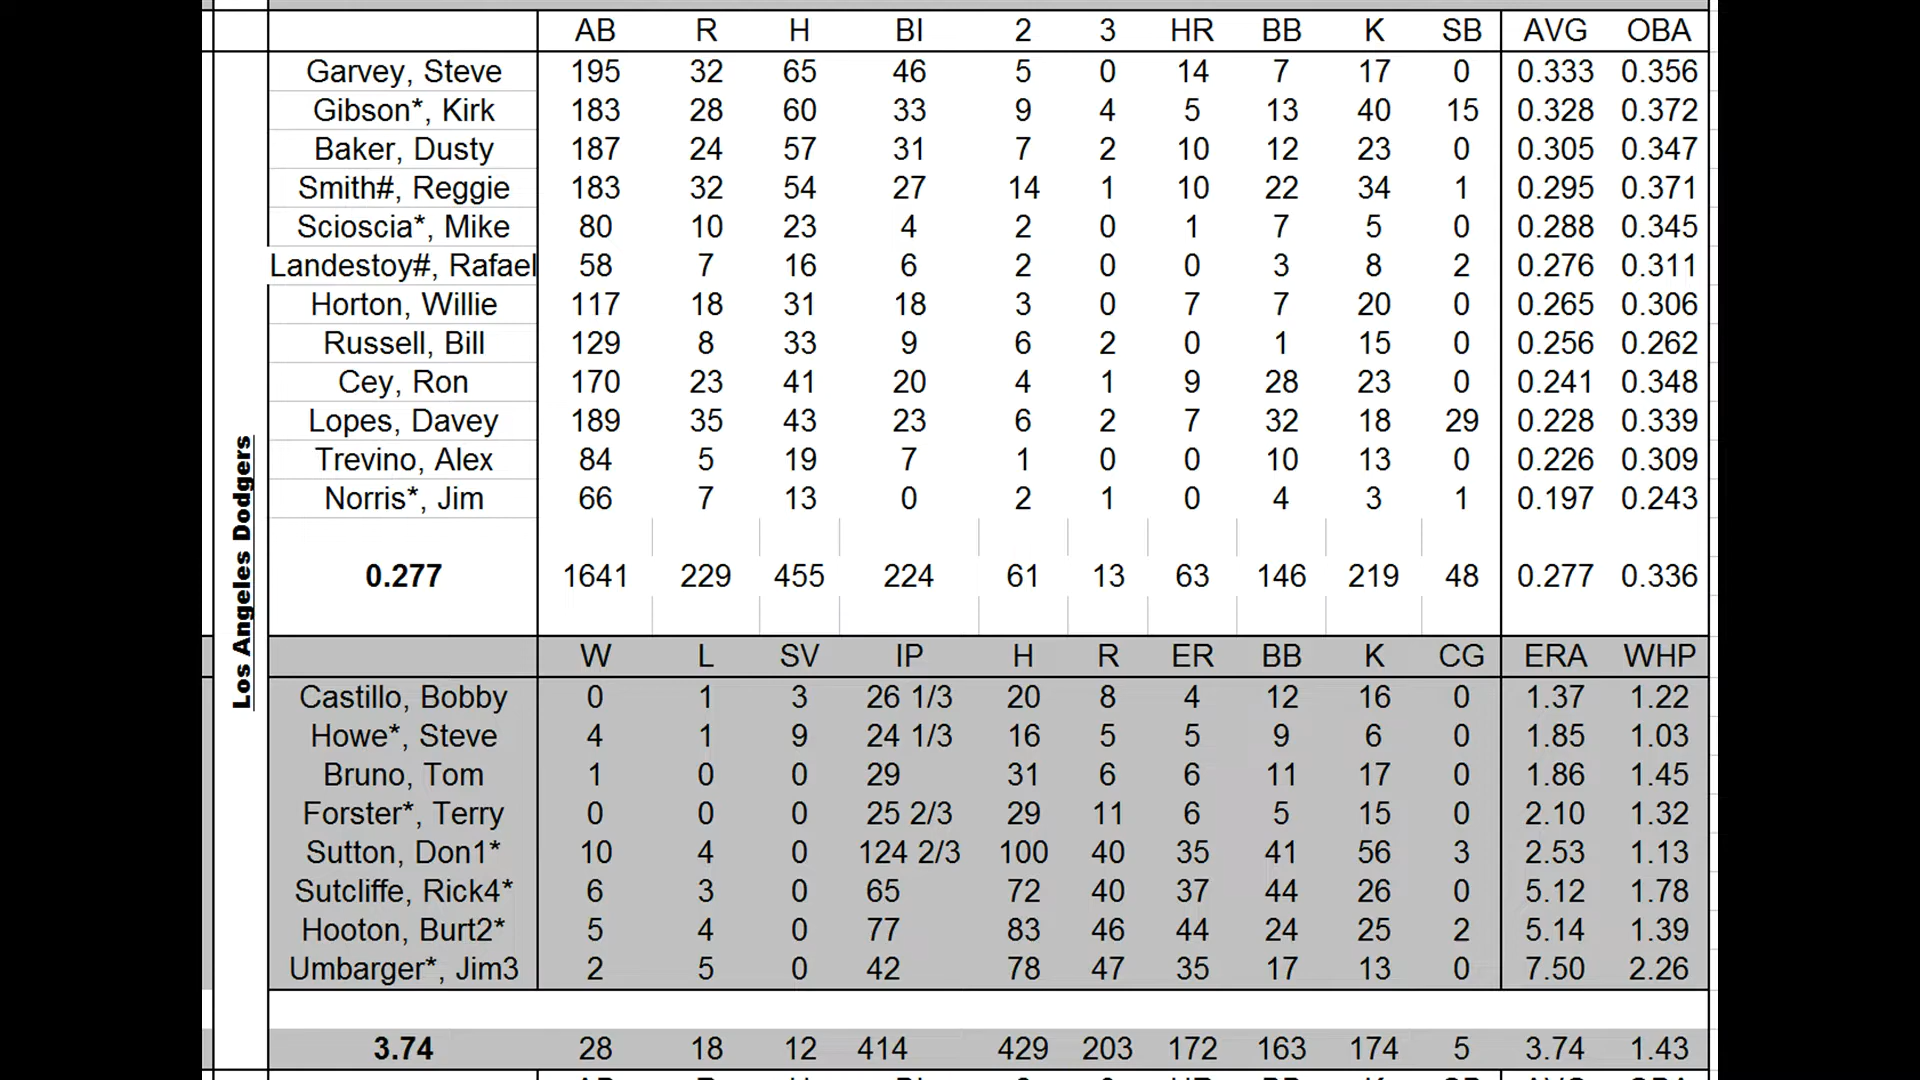 AB R H BI 2 3 HR BB K SB AVG OBA
Garvey, Steve 195 32 65 46 5 0 14 7 17 0 0.333 0.356
Gibson*, Kirk 183 28 60 33 9 4 5 13 40 15 0.328 0.372
Baker, Dusty 187 24 57 31 7 2 10 12 23 0 0.305 0.347
Smith#, Reggie 183 32 54 27 14 1 10 22 34 1 0.295 0.371
Scioscia*, Mike 80 10 23 4 2 0 1 7 5 0 0.288 0.345
Landestoy#, Rafael 58 7 16 6 2 0 0 3 8 2 0.276 0.311
Horton, Willie 117 18 31 18 3 0 7 7 20 0 0.265 0.306
Russell, Bill 129 8 33 9 6 2 0 1 15 0 0.256 0.262
Cey, Ron 170 23 41 20 4 1 9 28 23 0 0.241 0.348
Lopes, Davey 189 35 43 23 6 2 7 32 18 29 0.228 0.339
Trevino, Alex 84 5 19 7 1 0 0 10 13 0 0.226 0.309
Norris*, Jim 66 7 13 0 2 1 0 4 3 1 0.197 0.243
0.277 1641 229 455 224 61 13 63 146 219 48 0.277 0.336
Los Angeles Dodgers
W L SV IP H R ER BB K CG ERA WHP
Castillo, Bobby 0 1 3 26 1/3 20 8 4 12 16 0 1.37 1.22
Howe*, Steve 4 1 9 24 1/3 16 5 5 9 6 0 1.85 1.03
Bruno, Tom 1 0 0 29 31 6 6 11 17 0 1.86 1.45
Forster*, Terry 0 0 0 25 2/3 29 11 6 5 15 0 2.10 1.32
Sutton, Don1* 10 4 0 124 2/3 100 40 35 41 56 3 2.53 1.13
Sutcliffe, Rick4* 6 3 0 65 72 40 37 44 26 0 5.12 1.78
Hooton, Burt2* 5 4 0 77 83 46 44 24 25 2 5.14 1.39
Umbarger*, Jim3 2 5 0 42 78 47 35 17 13 0 7.50 2.26
3.74 28 18 12 414 429 203 172 163 174 5 3.74 1.43